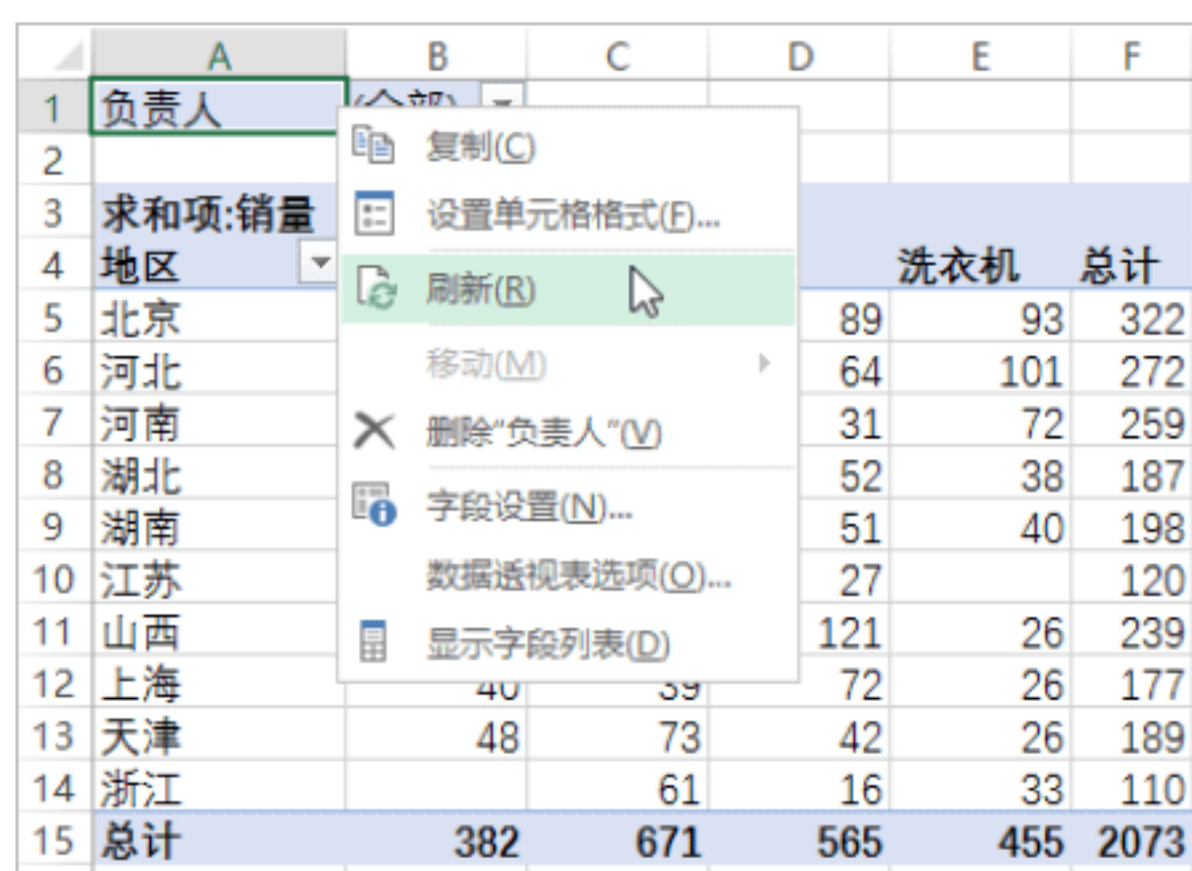 A B C D E F
1 负责人 (全部)
2
3 求和项:销量
4 地区 洗衣机 总计
5 北京 89 93 322
6 河北 64 101 272
7 河南 31 72 259
8 湖北 52 38 187
9 湖南 51 40 198
10 江苏 27 120
11 山西 121 26 239
12 上海 40 39 72 26 177
13 天津 48 73 42 26 189
14 浙江 61 16 33 110
15 总计 382 671 565 455 2073
复制(C)
设置单元格格式(F)...
刷新(R)
移动(M)
删除“负责人”(V)
字段设置(N)...
数据透视表选项(O)...
显示字段列表(D)